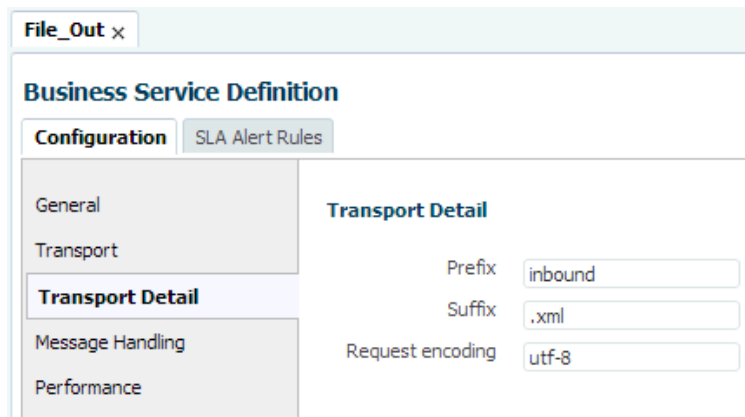 File_Out ×
Business Service Definition
Configuration SLA Alert Rules
General
Transport
Transport Detail
Message Handling
Performance
Transport Detail
Prefix inbound
Suffix .xml
Request encoding utf-8